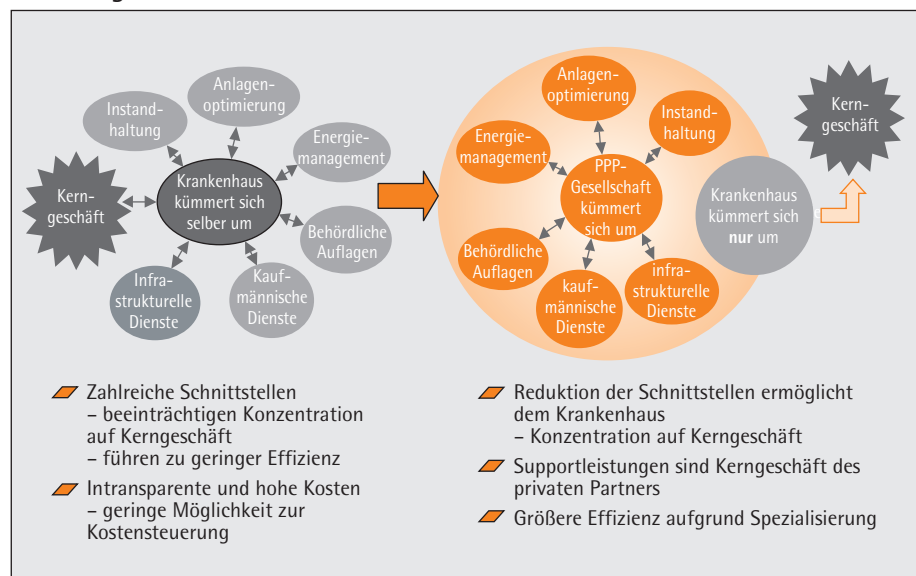 Instand-
haltung
Anlagen-
optimierung
Energie-
management
Kern-
geschäft
Krankenhaus
kümmert sich
selber um
Behördliche
Auflagen
Infra-
strukturelle
Dienste
Kauf-
männische
Dienste
Anlagen-
optimierung
Energie-
management
Instand-
haltung
PPP-
Gesellschaft
kümmert
sich um
Behördliche
Auflagen
kauf-
männische
Dienste
infra-
strukturelle
Dienste
Kern-
geschäft
Krankenhaus
kümmert sich
nur um
Zahlreiche Schnittstellen
– beeinträchtigen Konzentration
auf Kerngeschäft
– führen zu geringer Effizienz
Intransparente und hohe Kosten
– geringe Möglichkeit zur
Kostensteuerung
Reduktion der Schnittstellen ermöglicht
dem Krankenhaus
– Konzentration auf Kerngeschäft
Supportleistungen sind Kerngeschäft des
privaten Partners
Größere Effizienz aufgrund Spezialisierung